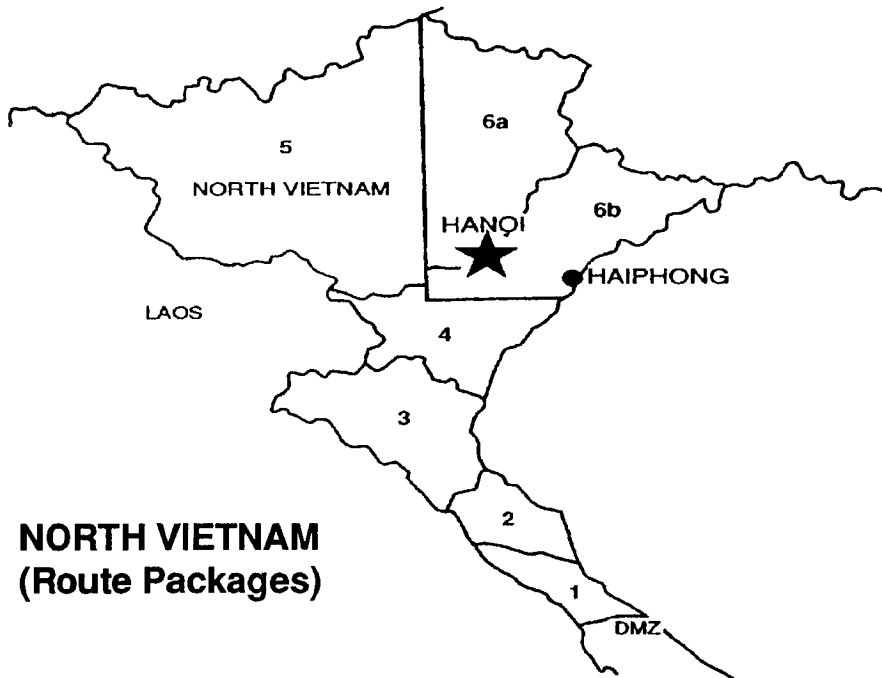 6a
5
NORTH VIETNAM
6b
HANOI
HAIPHONG
LAOS
4
3
2
NORTH VIETNAM
(Route Packages)
1
DMZ